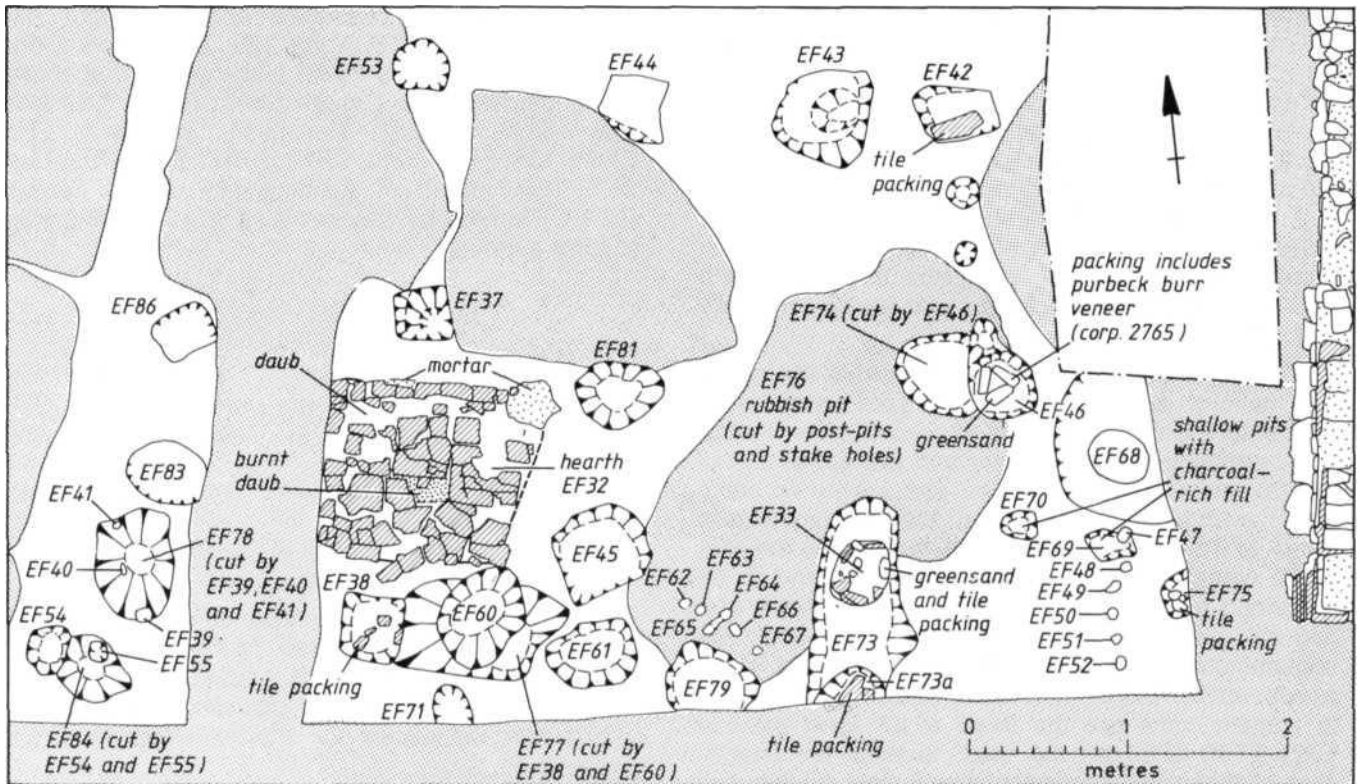 EF53
EF44
EF43
EF42
tile
packing
packing includes
purbeck burr
veneer
(corp. 2765)
EF86
EF37
EF74 (cut by EF46)
daub
mortar
EF81
EF76
rubbish pit
(cut by post-pits
and stake holes)
EF46
greensand
shallow pits
with
charcoal-
rich fill
EF83
burnt
daub
hearth
EF32
EF68
EF41
EF78
(cut by
EF39, EF40
and EF41)
EF40
EF39
EF45
EF33
EF70
EF47
EF69
EF48
EF49
EF50
EF51
EF52
EF62
EF63
EF64
EF66
EF65
EF67
greensand
and tile
packing
EF75
tile
packing
EF54
EF55
EF38
EF60
EF61
EF73
EF73a
EF79
tile packing
EF71
tile packing
EF84 (cut by
EF54 and EF55)
EF77 (cut by
EF38 and EF60)
0 1 2
metres